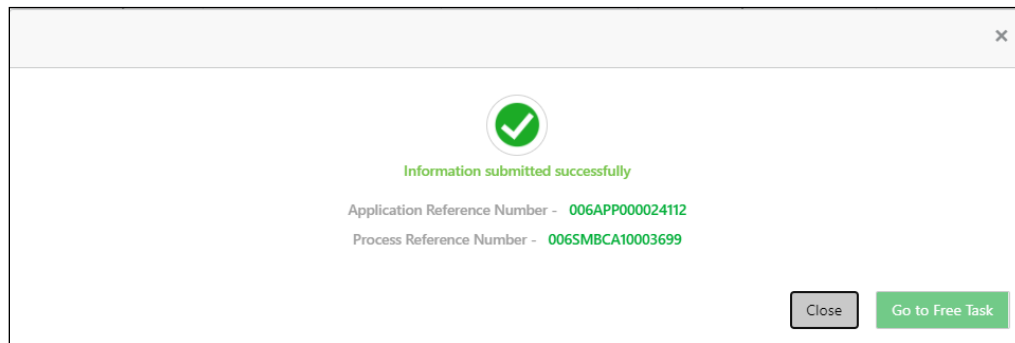 ×
Information submitted successfully
Application Reference Number - 006APP000024112
Process Reference Number - 006SMBCA10003699
Close Go to Free Task